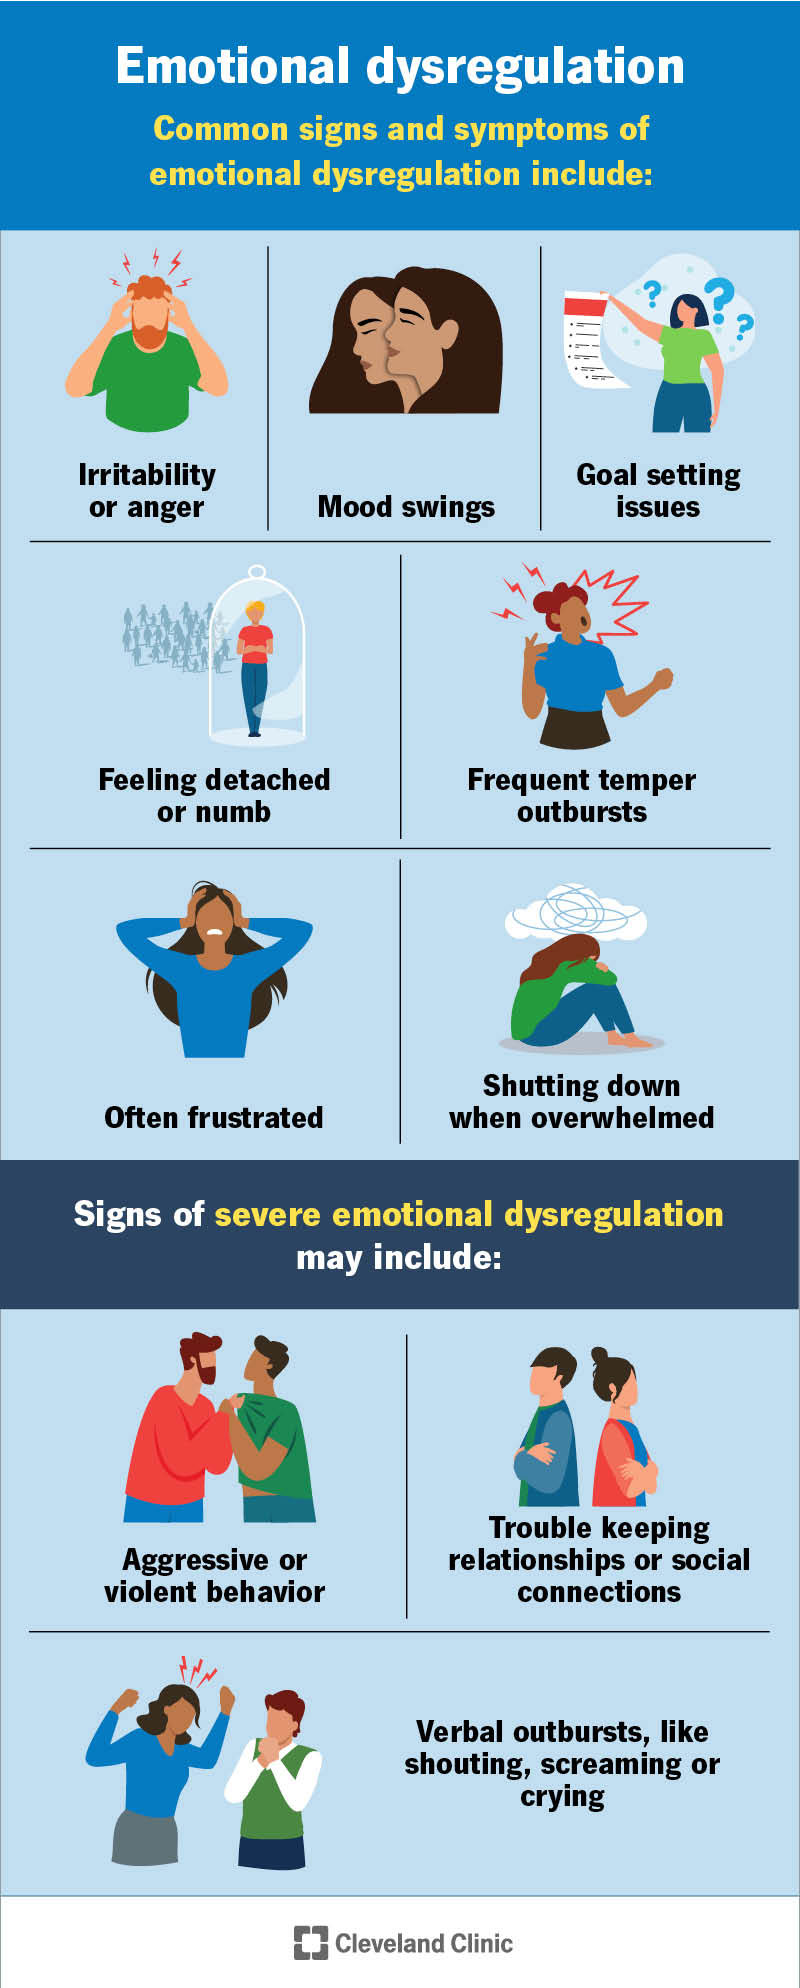 Emotional dysregulation
Common signs and symptoms of
emotional dysregulation include:
Irritability
or anger
Mood swings
Goal setting
issues
Feeling detached
or numb
Frequent temper
outbursts
Often frustrated
Shutting down
when overwhelmed
Signs of severe emotional dysregulation
may include:
Aggressive or
violent behavior
Trouble keeping
relationships or social
connections
Verbal outbursts, like
shouting, screaming or
crying
Cleveland Clinic